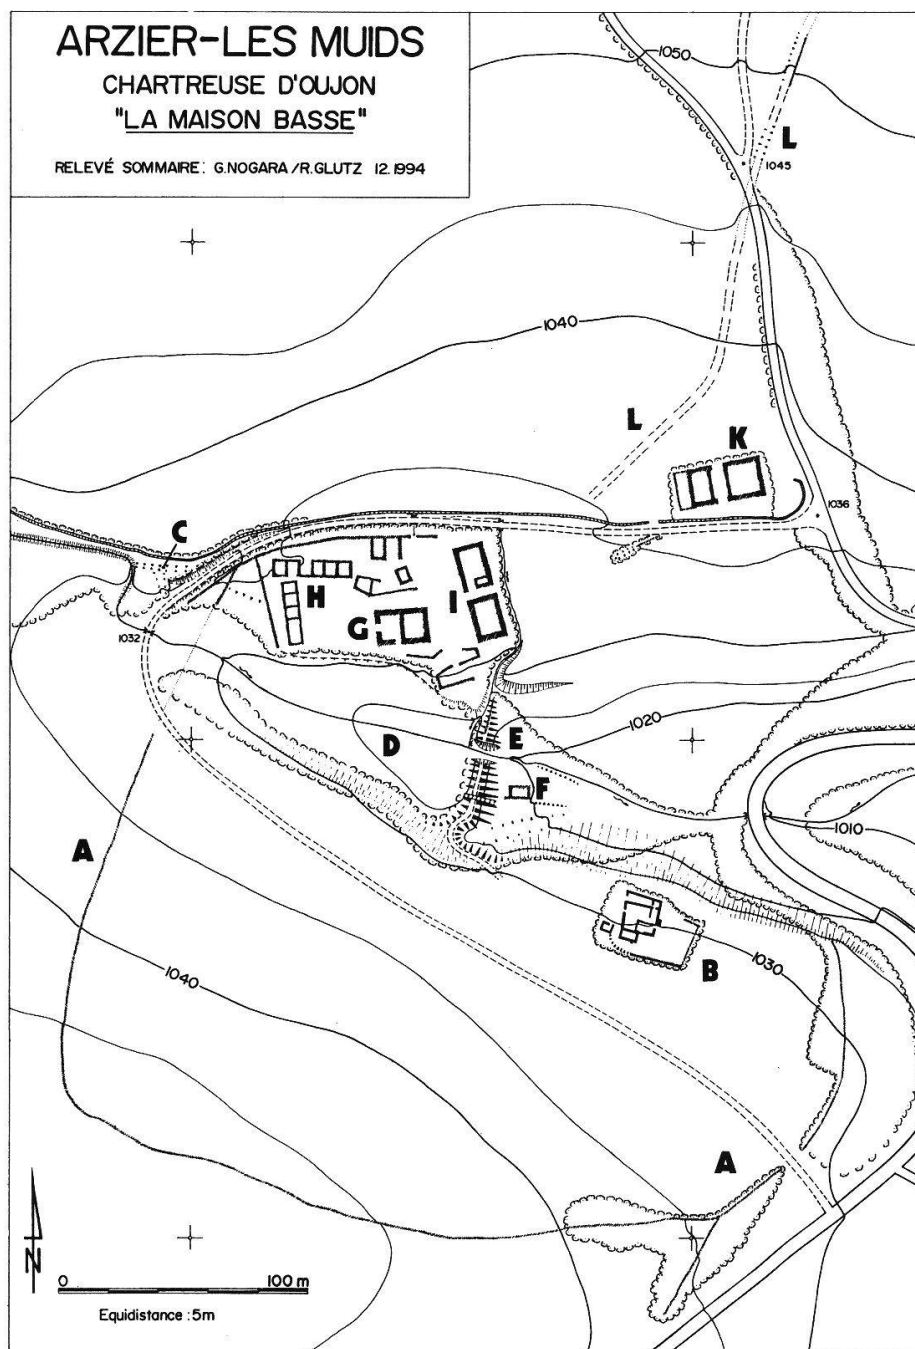 ARZIER-LES MUIDS
CHARTREUSE D'OUJON
"LA MAISON BASSE"
RELEVÉ SOMMAIRE: G.NOGARA/R.GLUTZ 12.1994
1050
L
1045
1040
L
K
1036
C
H
I
G
1032
1020
D
E
F
1010
A
B
1030
1040
A
N
0 100 m
Equidistance : 5m